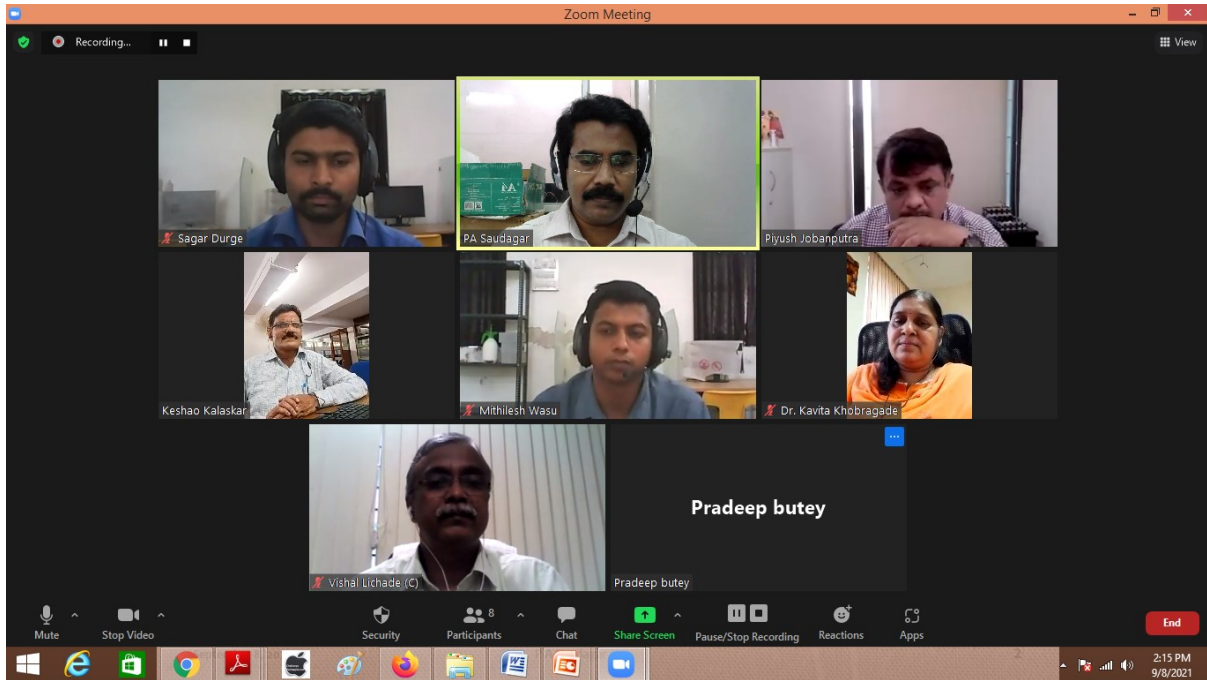 Zoom Meeting
Recording...
View
Sagar Durge
PA Saudagar
Piyush Jobanputra
Keshao Kalaskar
Mithilesh Wasu
Dr. Kavita Khobragade
Vishal Lichade (C)
Pradeep butey
Pradeep butey
Mute
Stop Video
Security
Participants
8
Chat
Share Screen
Pause/Stop Recording
Reactions
Apps
End
2:15 PM
9/8/2021